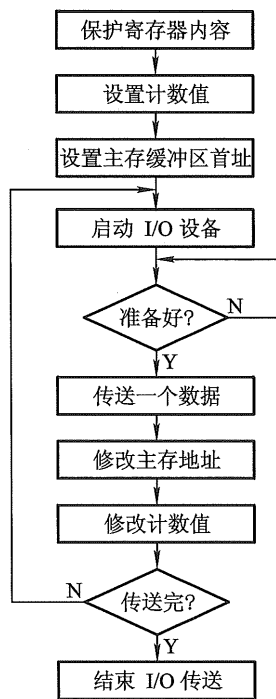 保护寄存器内容
设置计数值
设置主存缓冲区首址
启动 I/O 设备
准备好?
N
Y
传送一个数据
修改主存地址
修改计数值
N
传送完?
Y
结束 I/O 传送